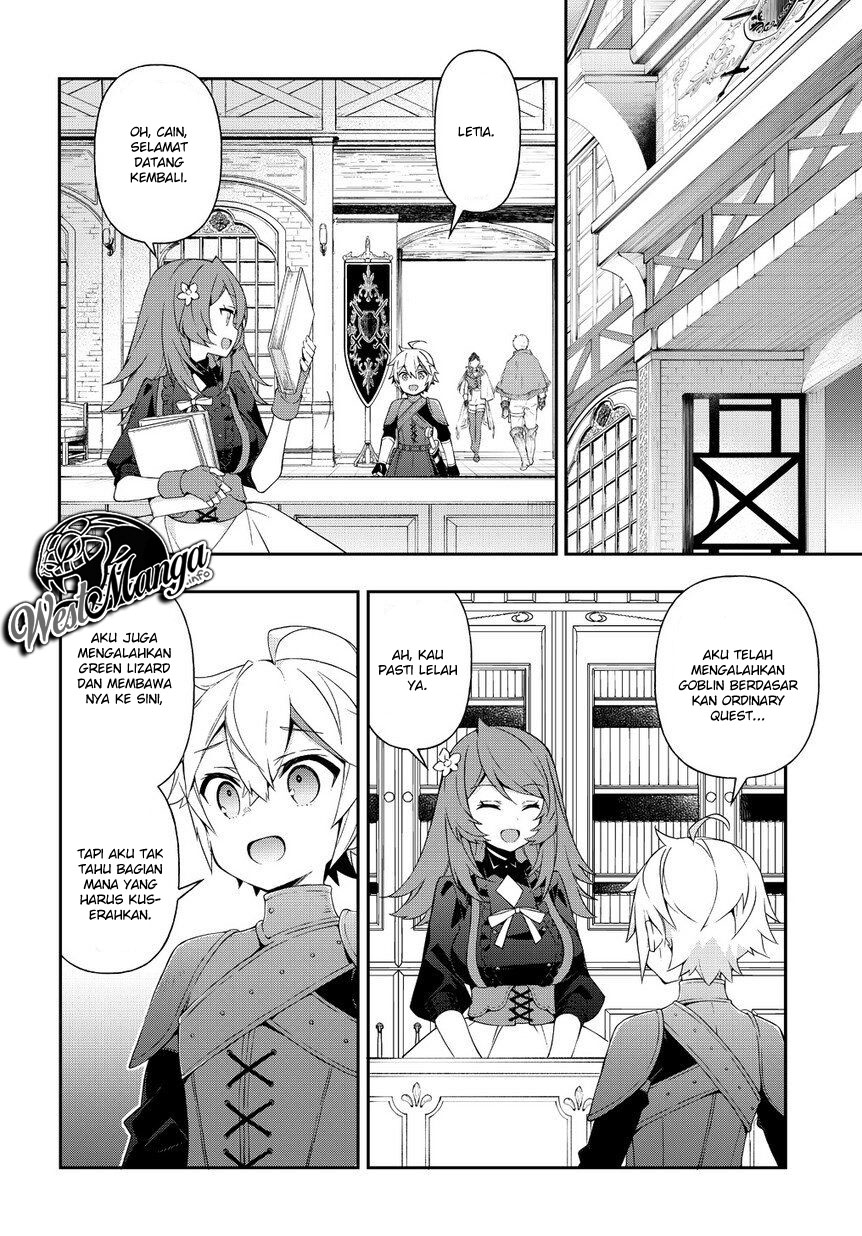 LETIA.
OH, CAIN,
SELAMAT
DATANG
KEMBALI.
AKU TELAH
MENGALAHKAN
GOBLIN BERDASAR
KAN ORDINARY
QUEST...
AH, KAU
PASTI LELAH
YA.
WestManga
.info
AKU JUGA
MENGALAHKAN
GREEN LIZARD
DAN MEMBAWA
NYA KE SINI,
TAPI AKU TAK
TAHU BAGIAN
MANA YANG
HARUS KUS-
ERAHKAN.